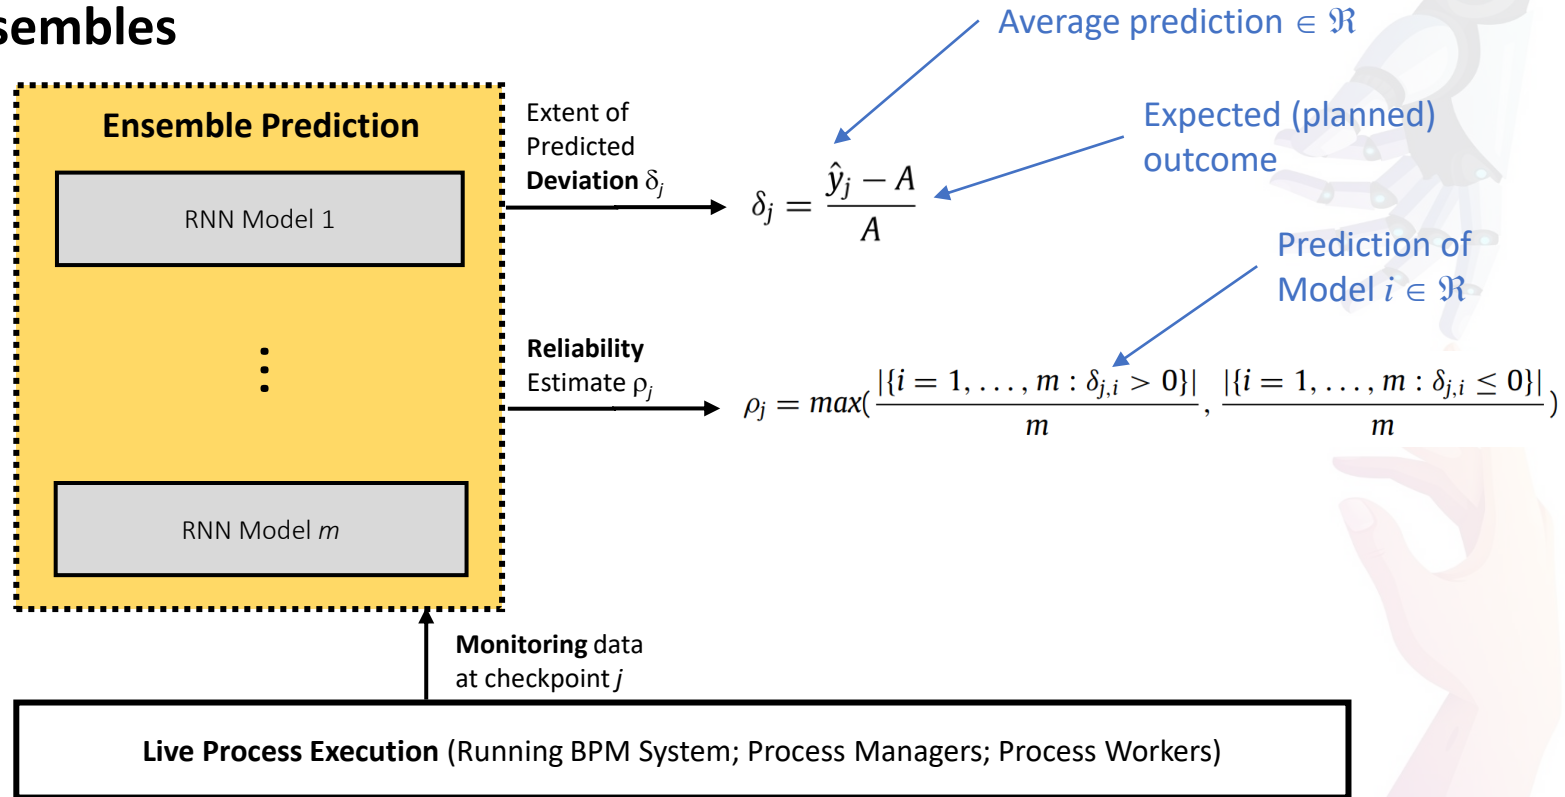 sembles
Average prediction ∈ ℜ
Ensemble Prediction
Extent of
Predicted
Deviation δj
Expected (planned)
outcome
RNN Model 1
δj = (ŷj − A) / A
Prediction of
Model i ∈ ℜ
⋮
Reliability
Estimate ρj
ρj = max( |{i = 1, . . . , m : δj,i > 0}| / m , |{i = 1, . . . , m : δj,i ≤ 0}| / m )
RNN Model m
Monitoring data
at checkpoint j
Live Process Execution (Running BPM System; Process Managers; Process Workers)